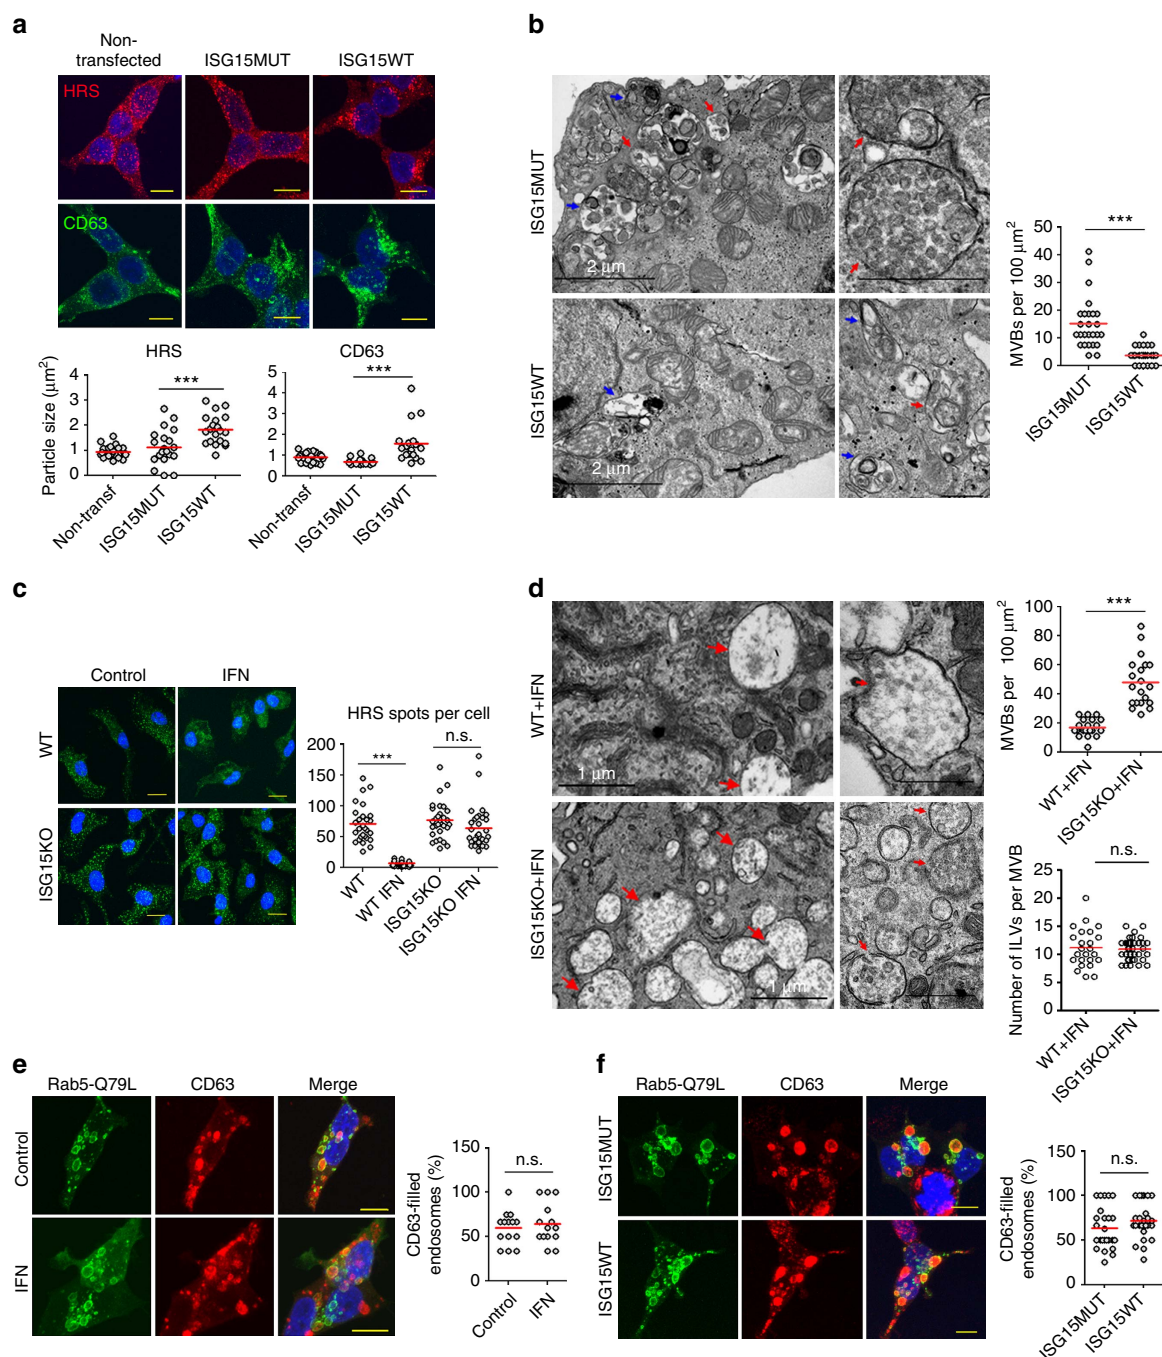 a
Non-
transfected
ISG15MUT
ISG15WT
HRS
CD63
HRS
CD63
Particle size (μm²)
4
3
2
1
0
***
5
4
3
2
1
0
***
Non-transf
ISG15MUT
ISG15WT
Non-transf
ISG15MUT
ISG15WT
b
ISG15MUT
2 μm
ISG15WT
2 μm
MVBs per 100 μm²
50
40
30
20
10
0
***
ISG15MUT
ISG15WT
c
Control
IFN
WT
ISG15KO
HRS spots per cell
200
150
100
50
0
***
n.s.
WT
WT IFN
ISG15KO
ISG15KO IFN
d
WT+IFN
1 μm
ISG15KO+IFN
1 μm
MVBs per 100 μm²
100
80
60
40
20
0
***
WT+IFN
ISG15KO+IFN
Number of ILVs per MVB
25
20
15
10
5
0
n.s.
WT+IFN
ISG15KO+IFN
e
Rab5-Q79L
CD63
Merge
Control
IFN
CD63-filled
endosomes (%)
150
100
50
0
n.s.
Control
IFN
f
Rab5-Q79L
CD63
Merge
ISG15MUT
ISG15WT
CD63-filled
endosomes (%)
150
100
50
0
n.s.
ISG15MUT
ISG15WT